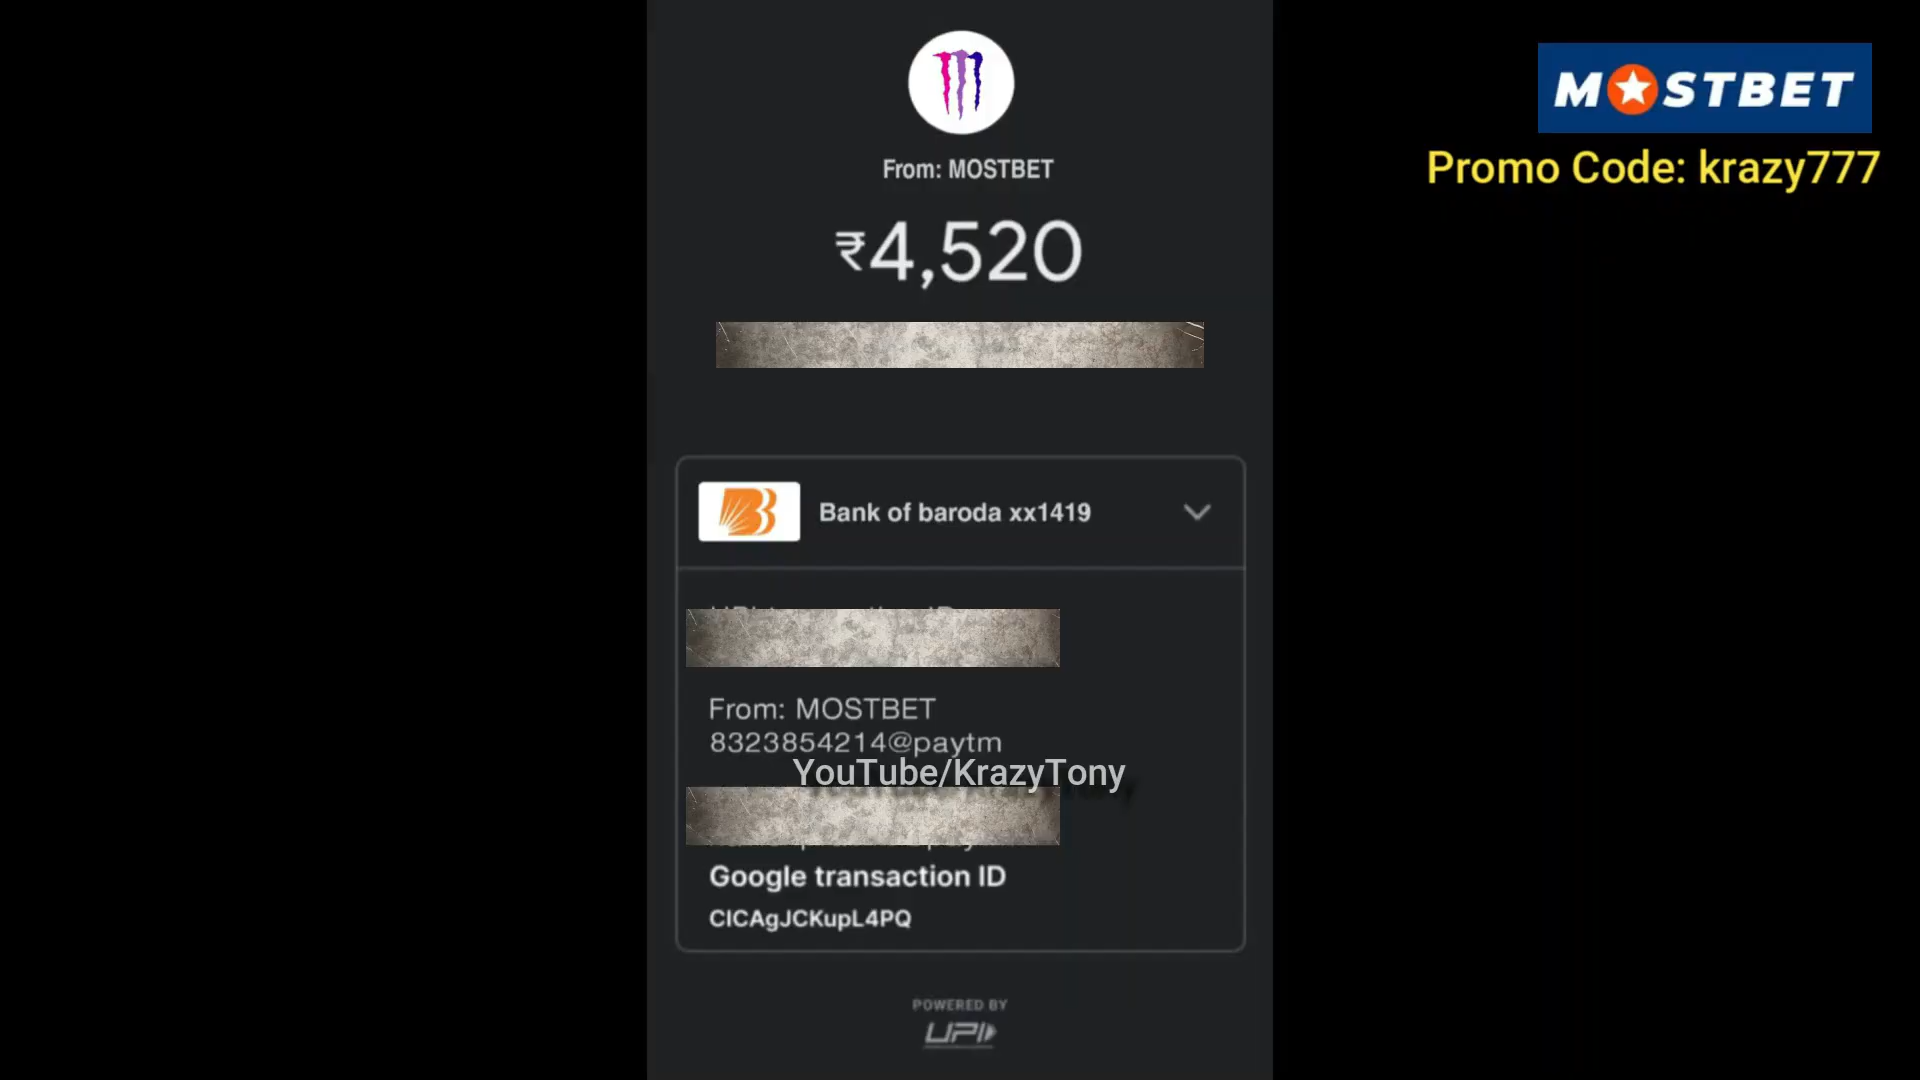 MOSTBET
Promo Code: krazy777
From: MOSTBET
₹4,520
Bank of baroda xx1419
From: MOSTBET
8323854214@paytm
YouTube/KrazyTony
Google transaction ID
CICAgJCKupL4PQ
POWERED BY
UPI